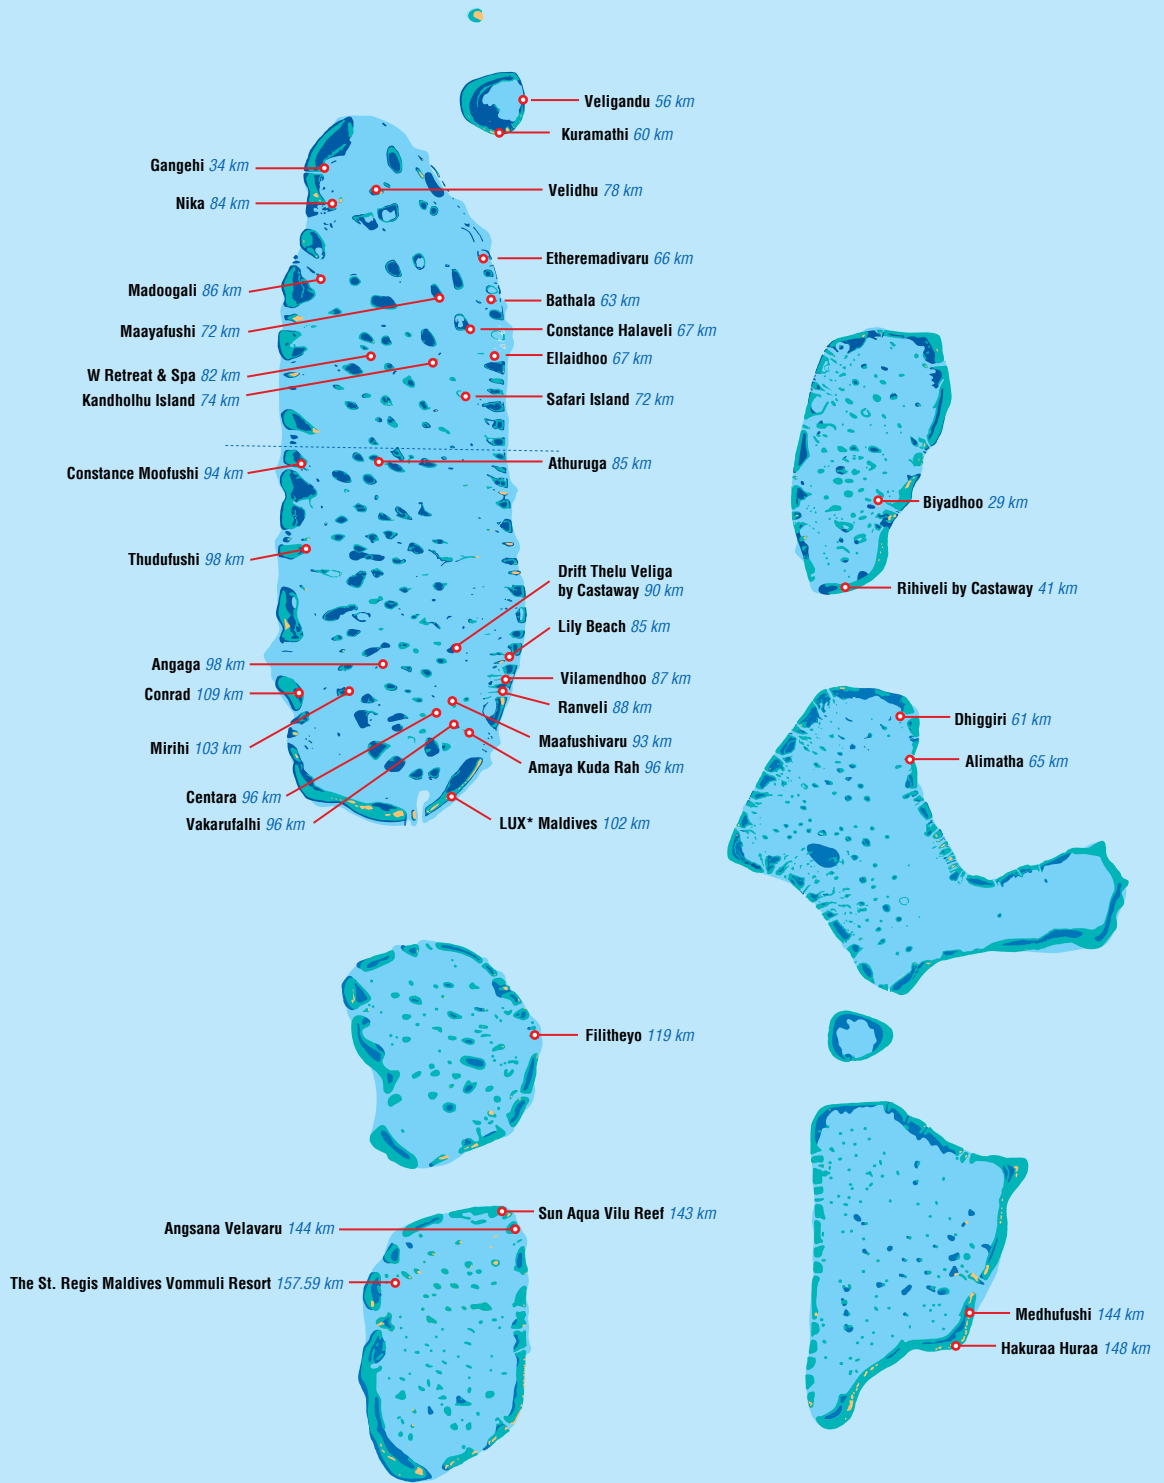 Veligandu 56 km
Kuramathi 60 km
Gangehi 34 km
Velidhu 78 km
Nika 84 km
Etheremadivaru 66 km
Madoogali 86 km
Bathala 63 km
Maayafushi 72 km
Constance Halaveli 67 km
Ellaidhoo 67 km
W Retreat & Spa 82 km
Kandholhu Island 74 km
Safari Island 72 km
Athuruga 85 km
Constance Moofushi 94 km
Biyadhoo 29 km
Thudufushi 98 km
Drift Thelu Veliga
by Castaway 90 km
Rihiveli by Castaway 41 km
Lily Beach 85 km
Angaga 98 km
Vilamendhoo 87 km
Conrad 109 km
Ranveli 88 km
Dhiggiri 61 km
Maafushivaru 93 km
Mirihi 103 km
Alimatha 65 km
Amaya Kuda Rah 96 km
Centara 96 km
Vakarufalhi 96 km
LUX* Maldives 102 km
Filitheyo 119 km
Sun Aqua Vilu Reef 143 km
Angsana Velavaru 144 km
The St. Regis Maldives Vommuli Resort 157.59 km
Medhufushi 144 km
Hakuraa Huraa 148 km